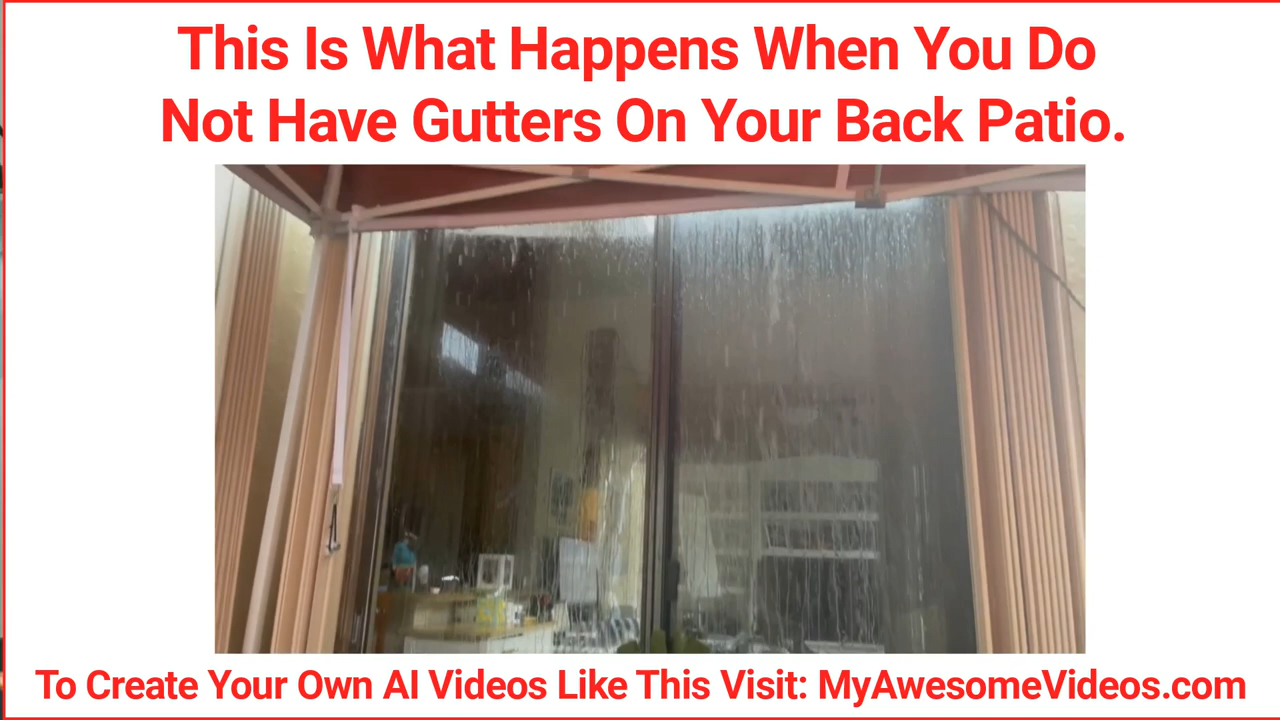 This Is What Happens When You Do
Not Have Gutters On Your Back Patio.
To Create Your Own AI Videos Like This Visit: MyAwesomeVideos.com